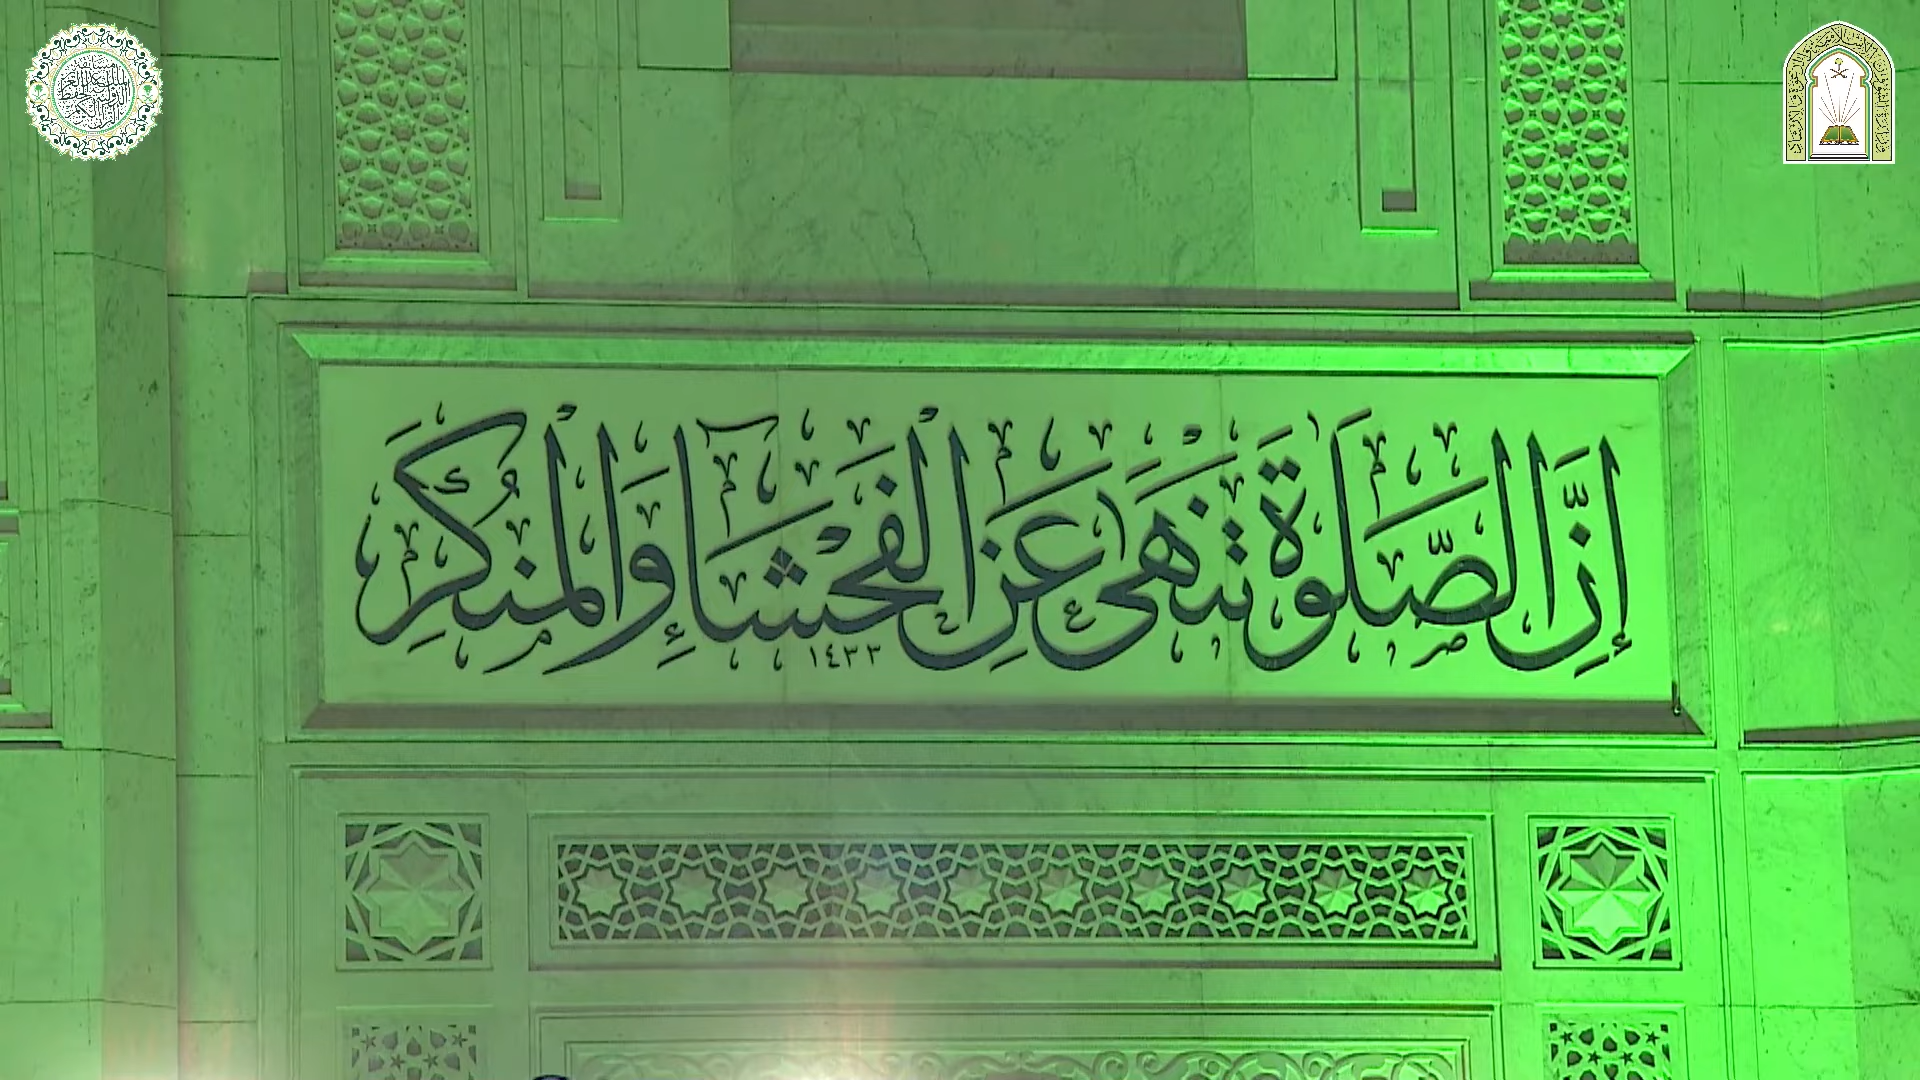 إِنَّ الصَّلَوٰةَ تَنْهَىٰ عَنِ الْفَحْشَآءِ وَالْمُنكَرِ
١٤٣٣